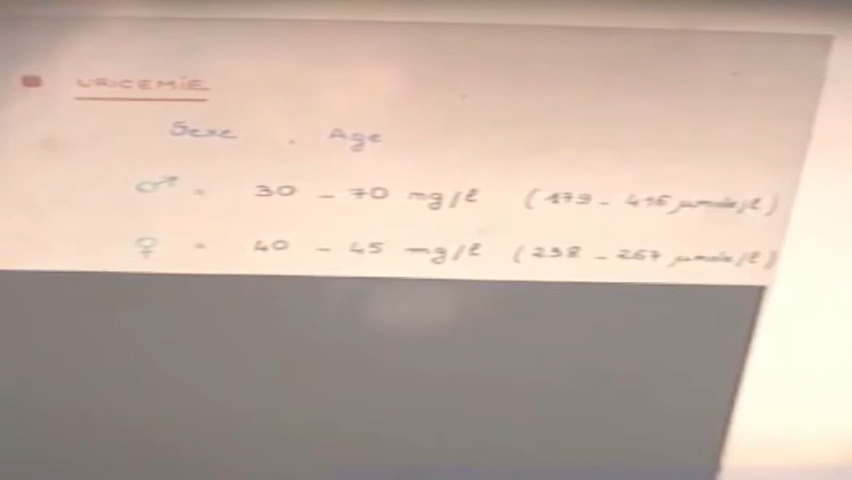 URICEMIE
Sexe . Age
♂ = 30 - 70 mg/l (179 - 416 µmole/l)
♀ = 40 - 45 mg/l (238 - 267 µmole/l)